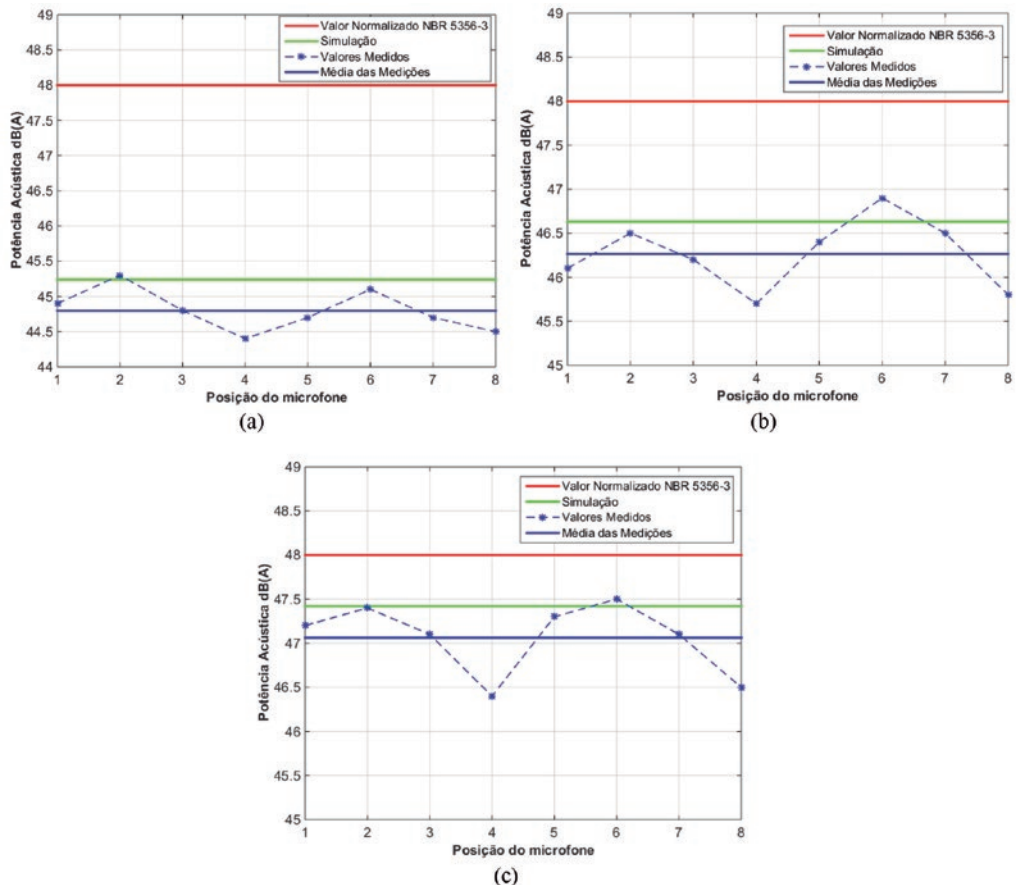 49
48.5
48
47.5
47
46.5
46
45.5
45
44.5
44
Potência Acústica dB(A)
Valor Normalizado NBR 5356-3
Simulação
Valores Medidos
Média das Medições
1 2 3 4 5 6 7 8
Posição do microfone
(a)
49
48.5
48
47.5
47
46.5
46
45.5
45
Potência Acústica dB(A)
Valor Normalizado NBR 5356-3
Simulação
Valores Medidos
Média das Medições
1 2 3 4 5 6 7 8
Posição do microfone
(b)
49
48.5
48
47.5
47
46.5
46
45.5
45
Potência Acústica dB(A)
Valor Normalizado NBR 5356-3
Simulação
Valores Medidos
Média das Medições
1 2 3 4 5 6 7 8
Posição do microfone
(c)